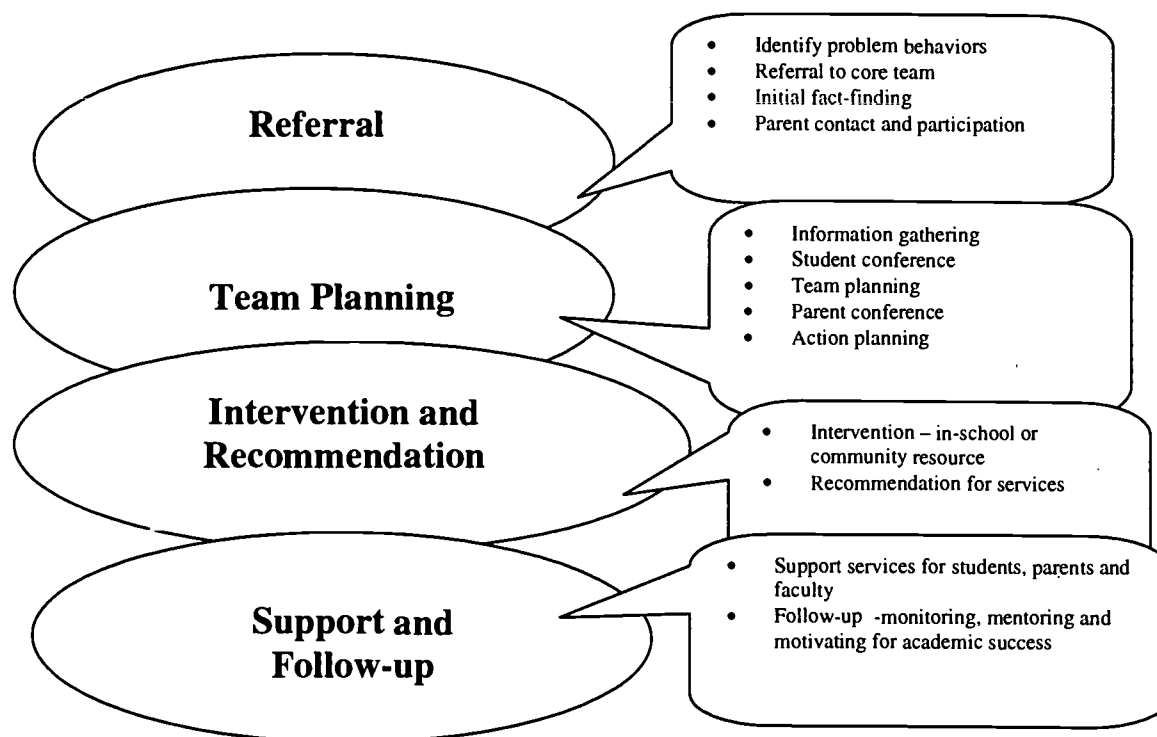 Referral
• Identify problem behaviors
• Referral to core team
• Initial fact-finding
• Parent contact and participation
Team Planning
• Information gathering
• Student conference
• Team planning
• Parent conference
• Action planning
Intervention and
Recommendation
• Intervention – in-school or
community resource
• Recommendation for services
Support and
Follow-up
• Support services for students, parents and
faculty
• Follow-up -monitoring, mentoring and
motivating for academic success